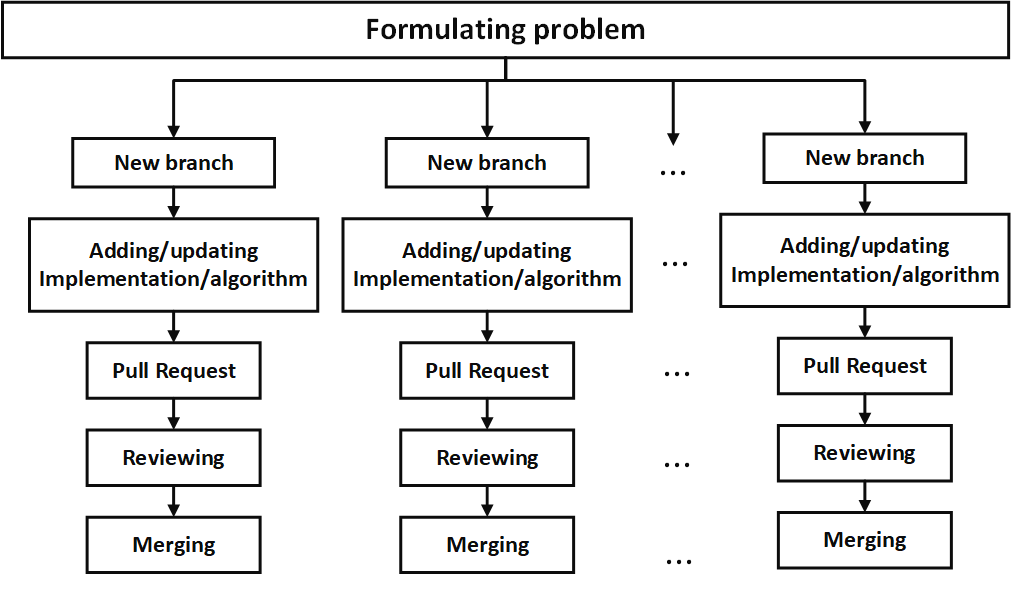 Formulating problem
New branch
New branch
...
New branch
Adding/updating
Implementation/algorithm
Adding/updating
Implementation/algorithm
...
Adding/updating
Implementation/algorithm
Pull Request
Pull Request
...
Pull Request
Reviewing
Reviewing
...
Reviewing
Merging
Merging
...
Merging